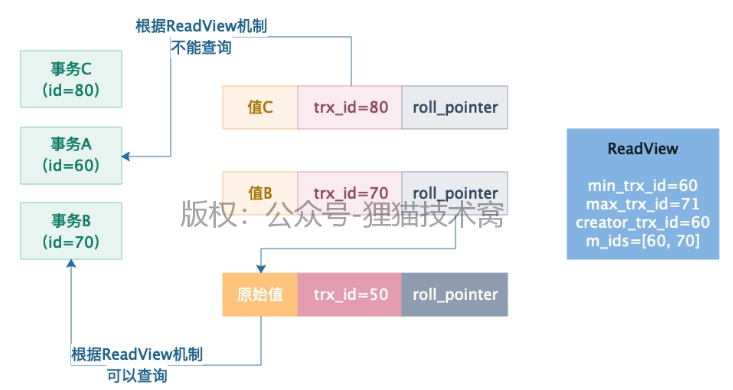 根据ReadView机制
不能查询
事务C
(id=80)
值C
trx_id=80
roll_pointer
事务A
(id=60)
ReadView
min_trx_id=60
max_trx_id=71
creator_trx_id=60
m_ids=[60, 70]
值B
trx_id=70
roll_pointer
版权：公众号-狸猫技术窝
事务B
(id=70)
原始值
trx_id=50
roll_pointer
根据ReadView机制
可以查询